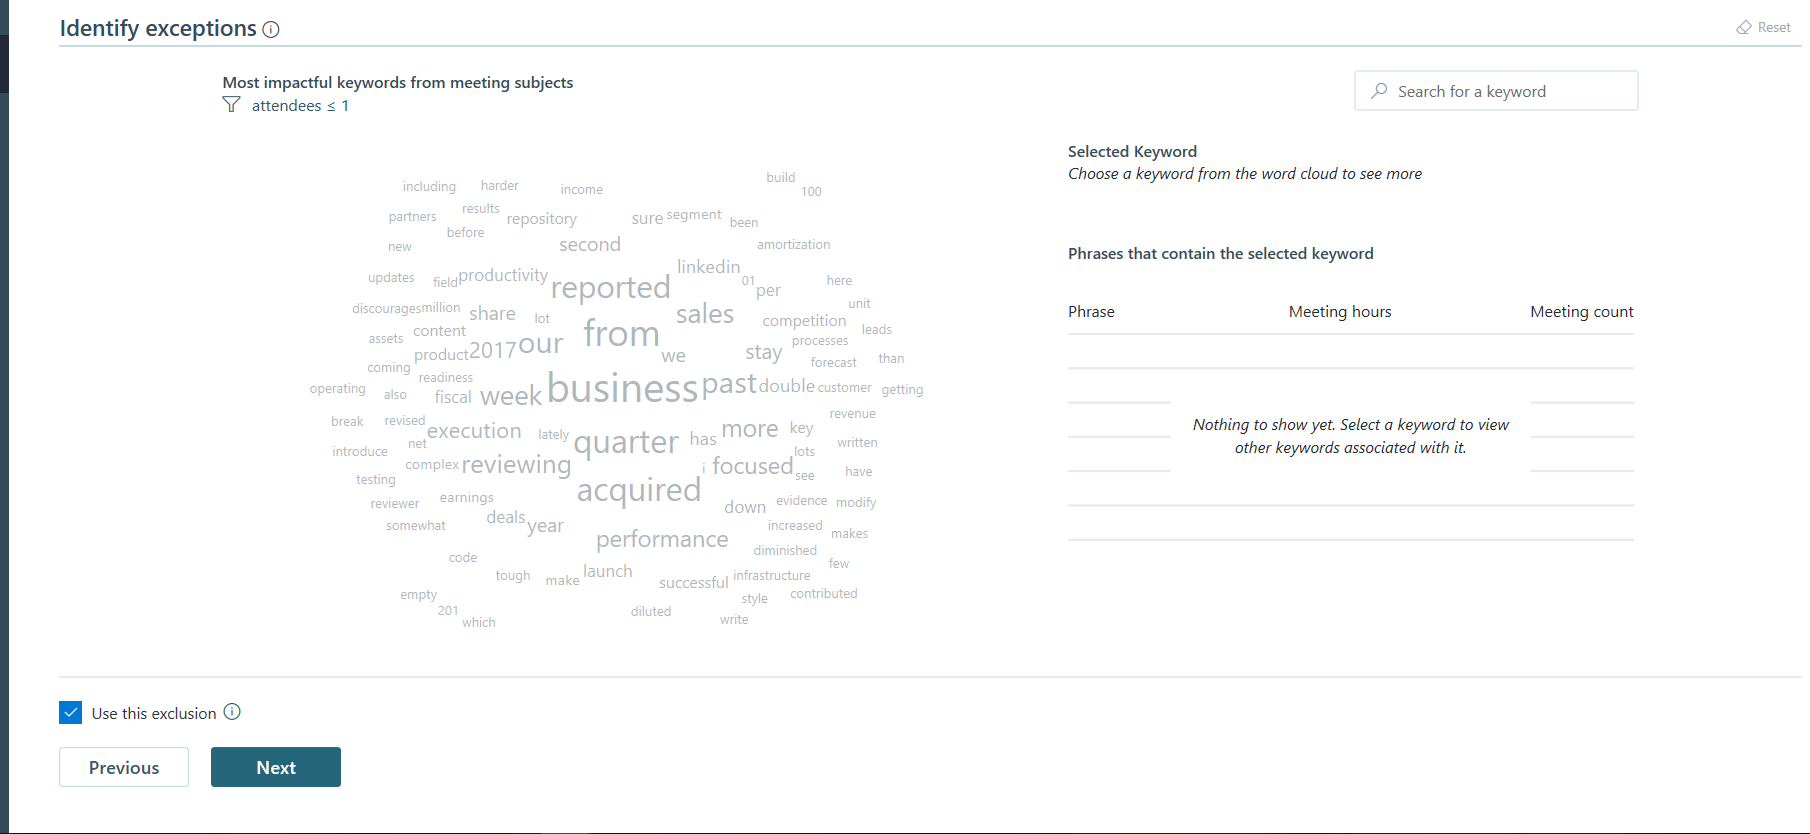 Identify exceptions
Reset
Most impactful keywords from meeting subjects
attendees ≤ 1
Search for a keyword
Selected Keyword
Choose a keyword from the word cloud to see more
build
including harder income 100
results
partners repository sure segment been
before
new second amortization
linkedin
updates field productivity reported 01 per here
unit
discourages million share lot sales competition leads
assets content from processes
product 2017 our we stay forecast than
coming readiness
operating also fiscal week business past double customer getting
revenue
break revised execution lately quarter has more key written
introduce net lots
complex reviewing i focused see have
testing
reviewer earnings acquired down evidence modify
somewhat deals year increased makes
performance diminished
code few
tough make launch successful infrastructure
empty style contributed
201 diluted
which write
Phrases that contain the selected keyword
Phrase Meeting hours Meeting count
Nothing to show yet. Select a keyword to view
other keywords associated with it.
Use this exclusion
Previous Next